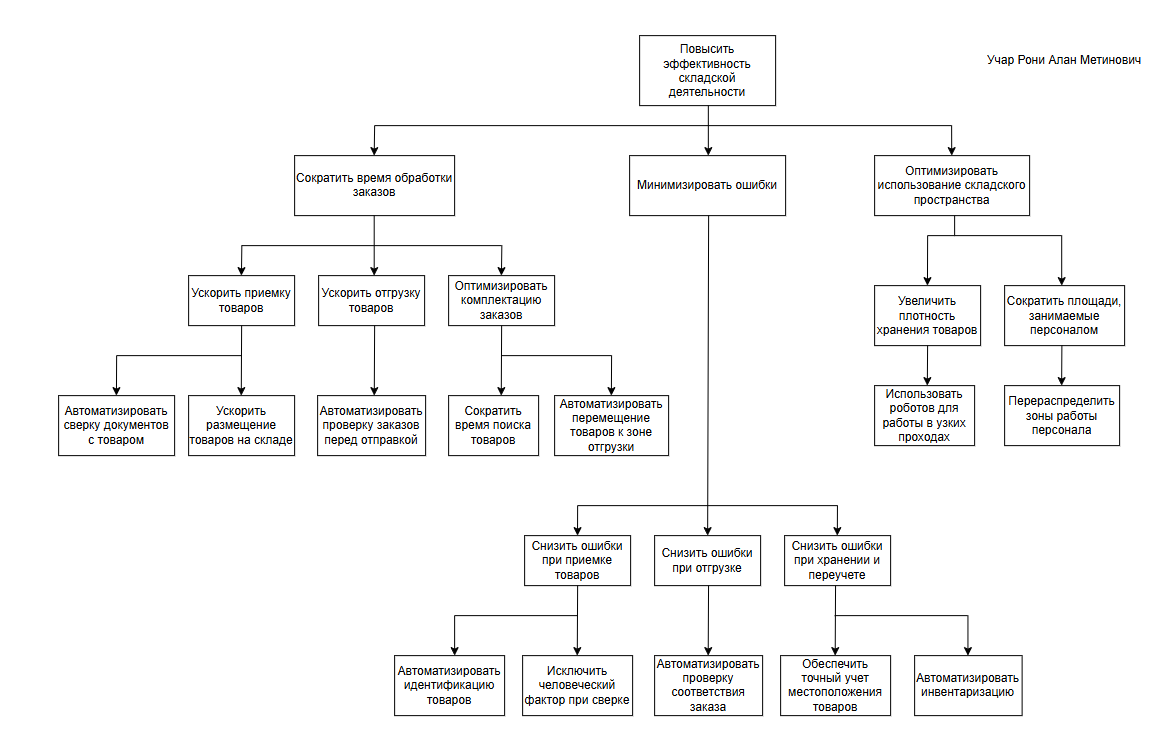 Повысить
эффективность
складской
деятельности
Учар Рони Алан Метинович
Сократить время обработки
заказов
Минимизировать ошибки
Оптимизировать
использование складского
пространства
Ускорить приемку
товаров
Ускорить отгрузку
товаров
Оптимизировать
комплектацию
заказов
Увеличить
плотность
хранения товаров
Сократить площади,
занимаемые
персоналом
Автоматизировать
сверку документов
с товаром
Ускорить
размещение
товаров на складе
Автоматизировать
проверку заказов
перед отправкой
Сократить
время поиска
товаров
Автоматизировать
перемещение
товаров к зоне
отгрузки
Использовать
роботов для
работы в узких
проходах
Перераспределить
зоны работы
персонала
Снизить ошибки
при приемке
товаров
Снизить ошибки
при отгрузке
Снизить ошибки
при хранении и
переучете
Автоматизировать
идентификацию
товаров
Исключить
человеческий
фактор при сверке
Автоматизировать
проверку
соответствия
заказа
Обеспечить
точный учет
местоположения
товаров
Автоматизировать
инвентаризацию